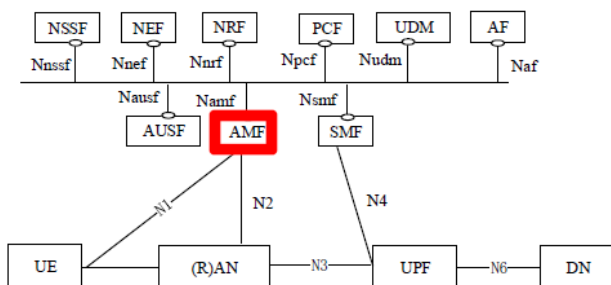 NSSF NEF NRF PCF UDM AF
Nnssf Nnef Nnrf Npcf Nudm Naf
Nausf Namf Nsmf
AUSF AMF SMF
N1 N2 N4
UE (R)AN N3 UPF N6 DN